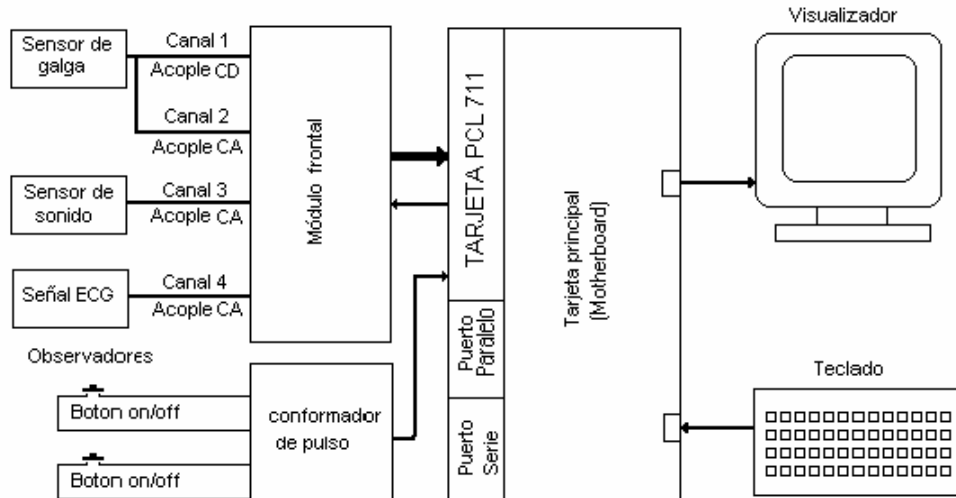 Visualizador
Sensor de
galga
Canal 1
Acople CD
Canal 2
Acople CA
Sensor de
sonido
Canal 3
Acople CA
Señal ECG
Canal 4
Acople CA
Módulo frontal
TARJETA PCL 711
Puerto
Paralelo
Puerto
Serie
Tarjeta principal
(Motherboard)
Observadores
Boton on/off
Boton on/off
conformador
de pulso
Teclado